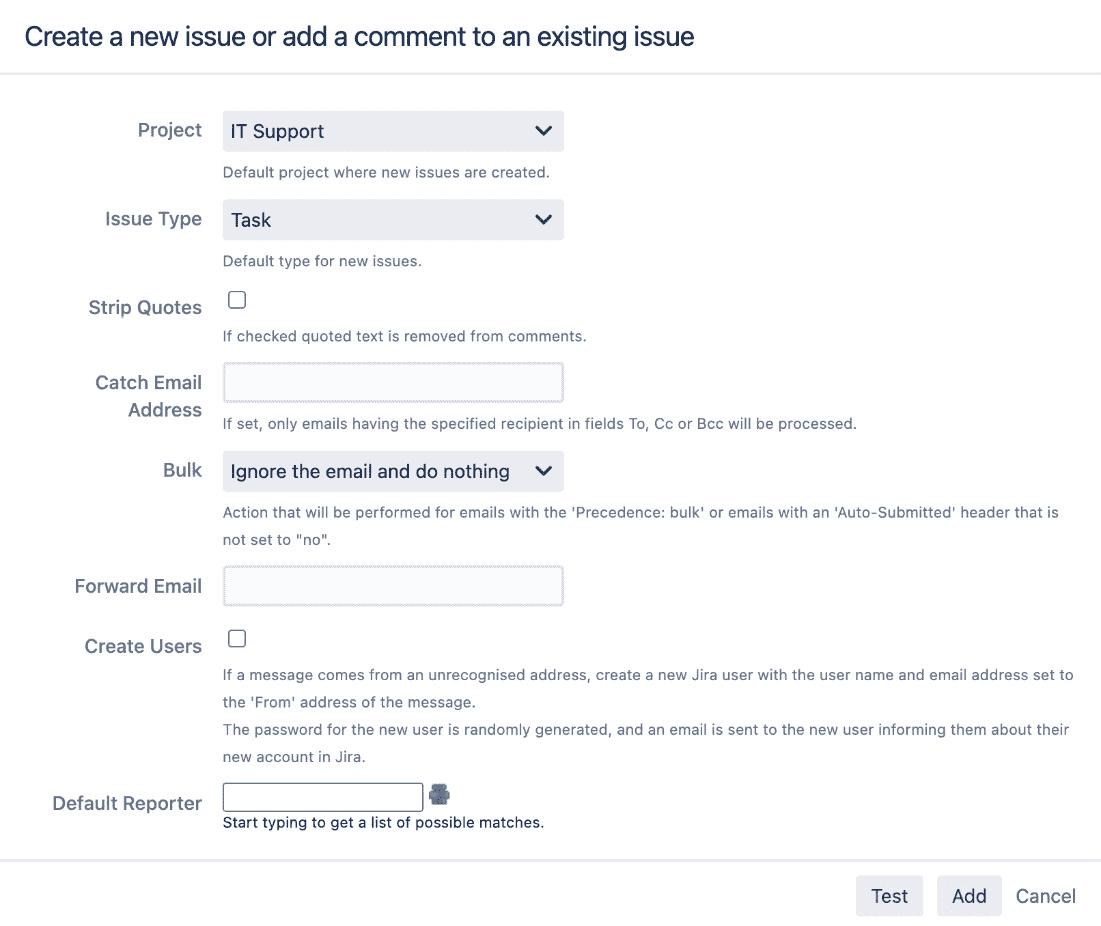 Create a new issue or add a comment to an existing issue
Project
IT Support
Default project where new issues are created.
Issue Type
Task
Default type for new issues.
Strip Quotes
If checked quoted text is removed from comments.
Catch Email
Address
If set, only emails having the specified recipient in fields To, Cc or Bcc will be processed.
Bulk
Ignore the email and do nothing
Action that will be performed for emails with the 'Precedence: bulk' or emails with an 'Auto-Submitted' header that is
not set to "no".
Forward Email
Create Users
If a message comes from an unrecognised address, create a new Jira user with the user name and email address set to
the 'From' address of the message.
The password for the new user is randomly generated, and an email is sent to the new user informing them about their
new account in Jira.
Default Reporter
Start typing to get a list of possible matches.
Test Add Cancel